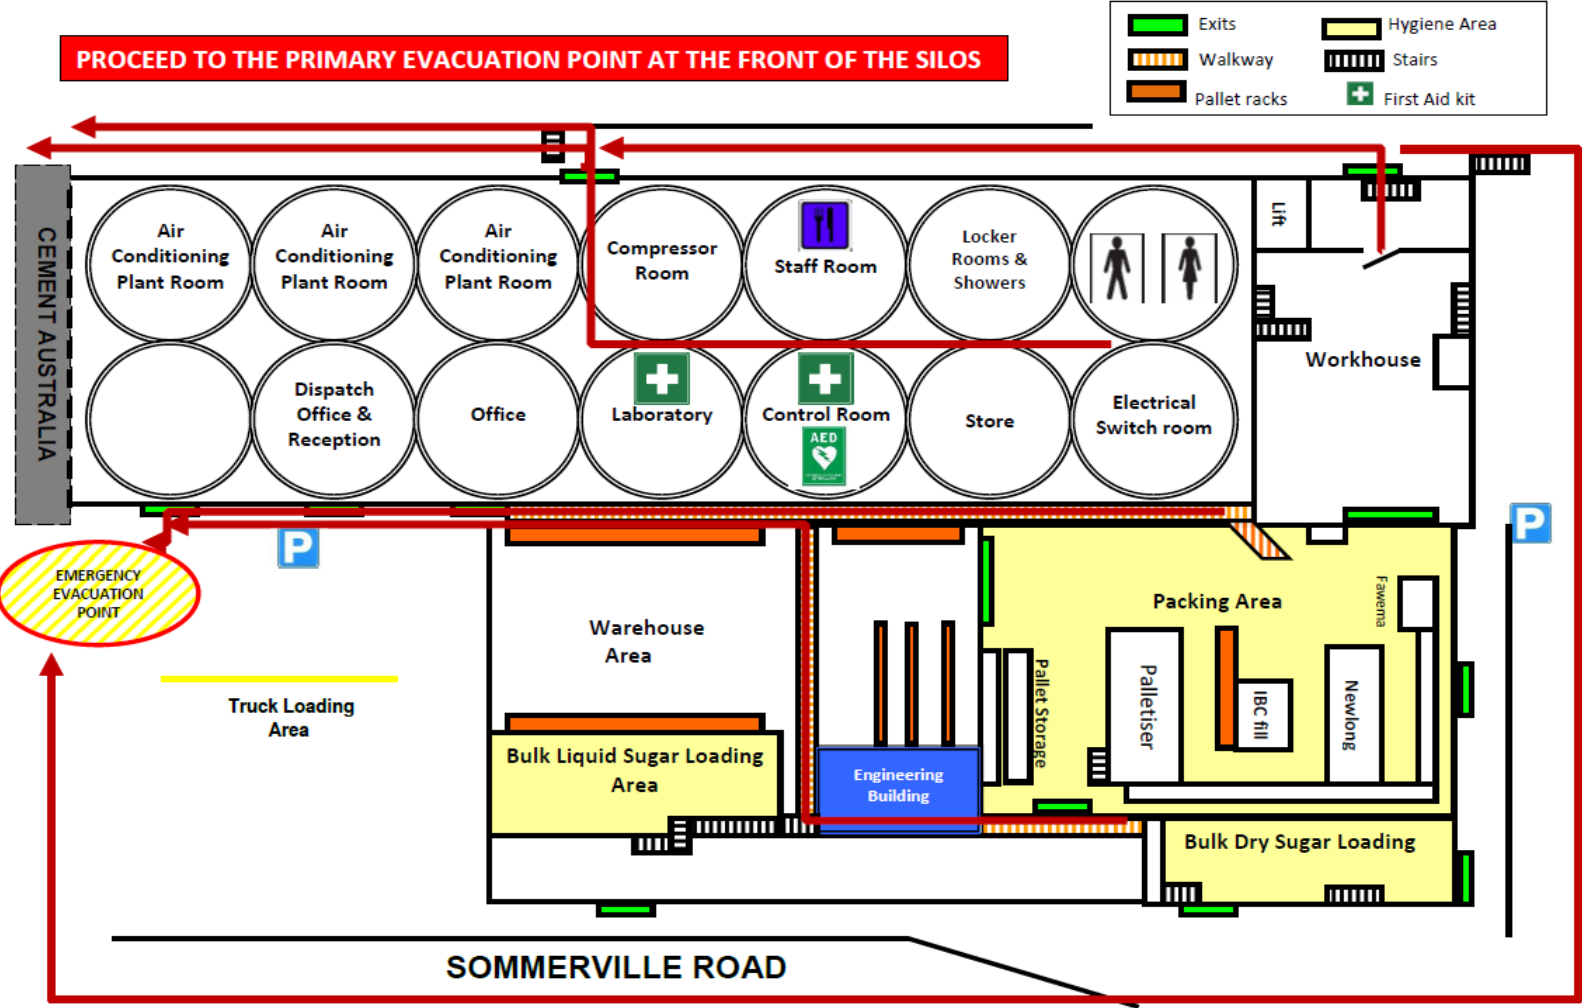 PROCEED TO THE PRIMARY EVACUATION POINT AT THE FRONT OF THE SILOS
Exits
Hygiene Area
Walkway
Stairs
Pallet racks
First Aid kit
CEMENT AUSTRALIA
Air
Conditioning
Plant Room
Air
Conditioning
Plant Room
Air
Conditioning
Plant Room
Compressor
Room
Staff Room
Locker
Rooms &
Showers
Lift
Workhouse
Dispatch
Office &
Reception
Office
Laboratory
Control Room
AED
Store
Electrical
Switch room
P
P
EMERGENCY
EVACUATION
POINT
Warehouse
Area
Packing Area
Fawema
Pallet Storage
Palletiser
IBC fill
Newlong
Truck Loading
Area
Bulk Liquid Sugar Loading
Area
Engineering
Building
Bulk Dry Sugar Loading
SOMMERVILLE ROAD